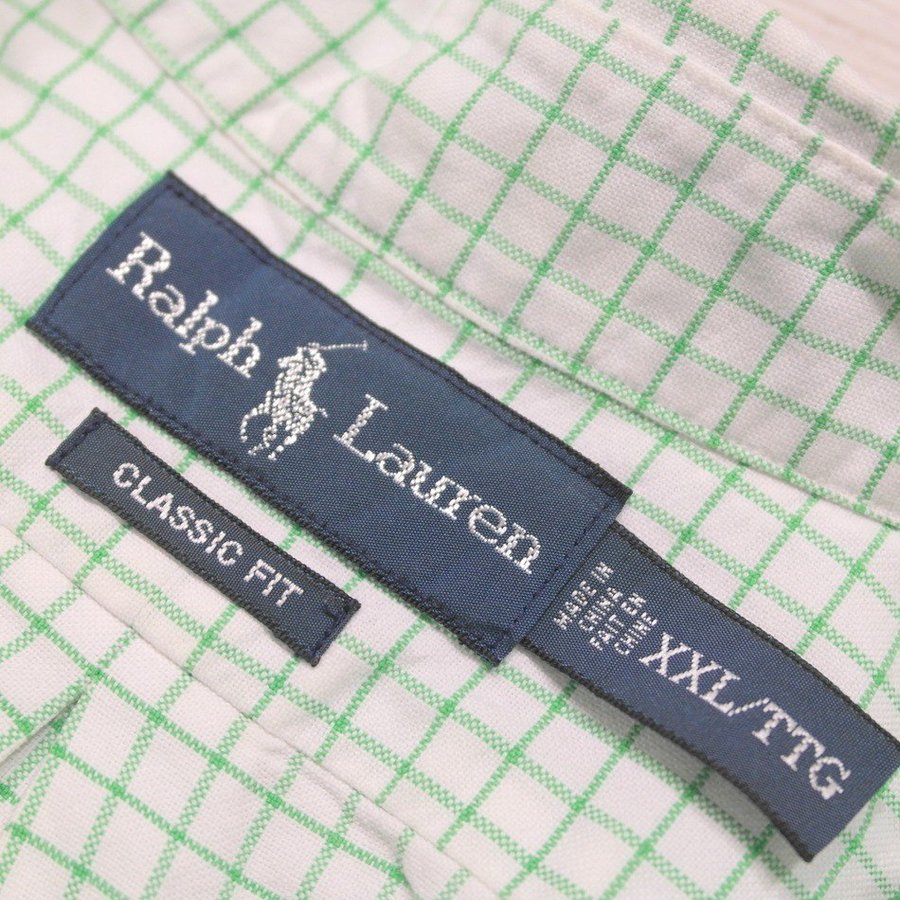 Ralph Lauren
CLASSIC FIT
MADE IN
CHINA
FAIT EN
CHINE
XXL/TTG